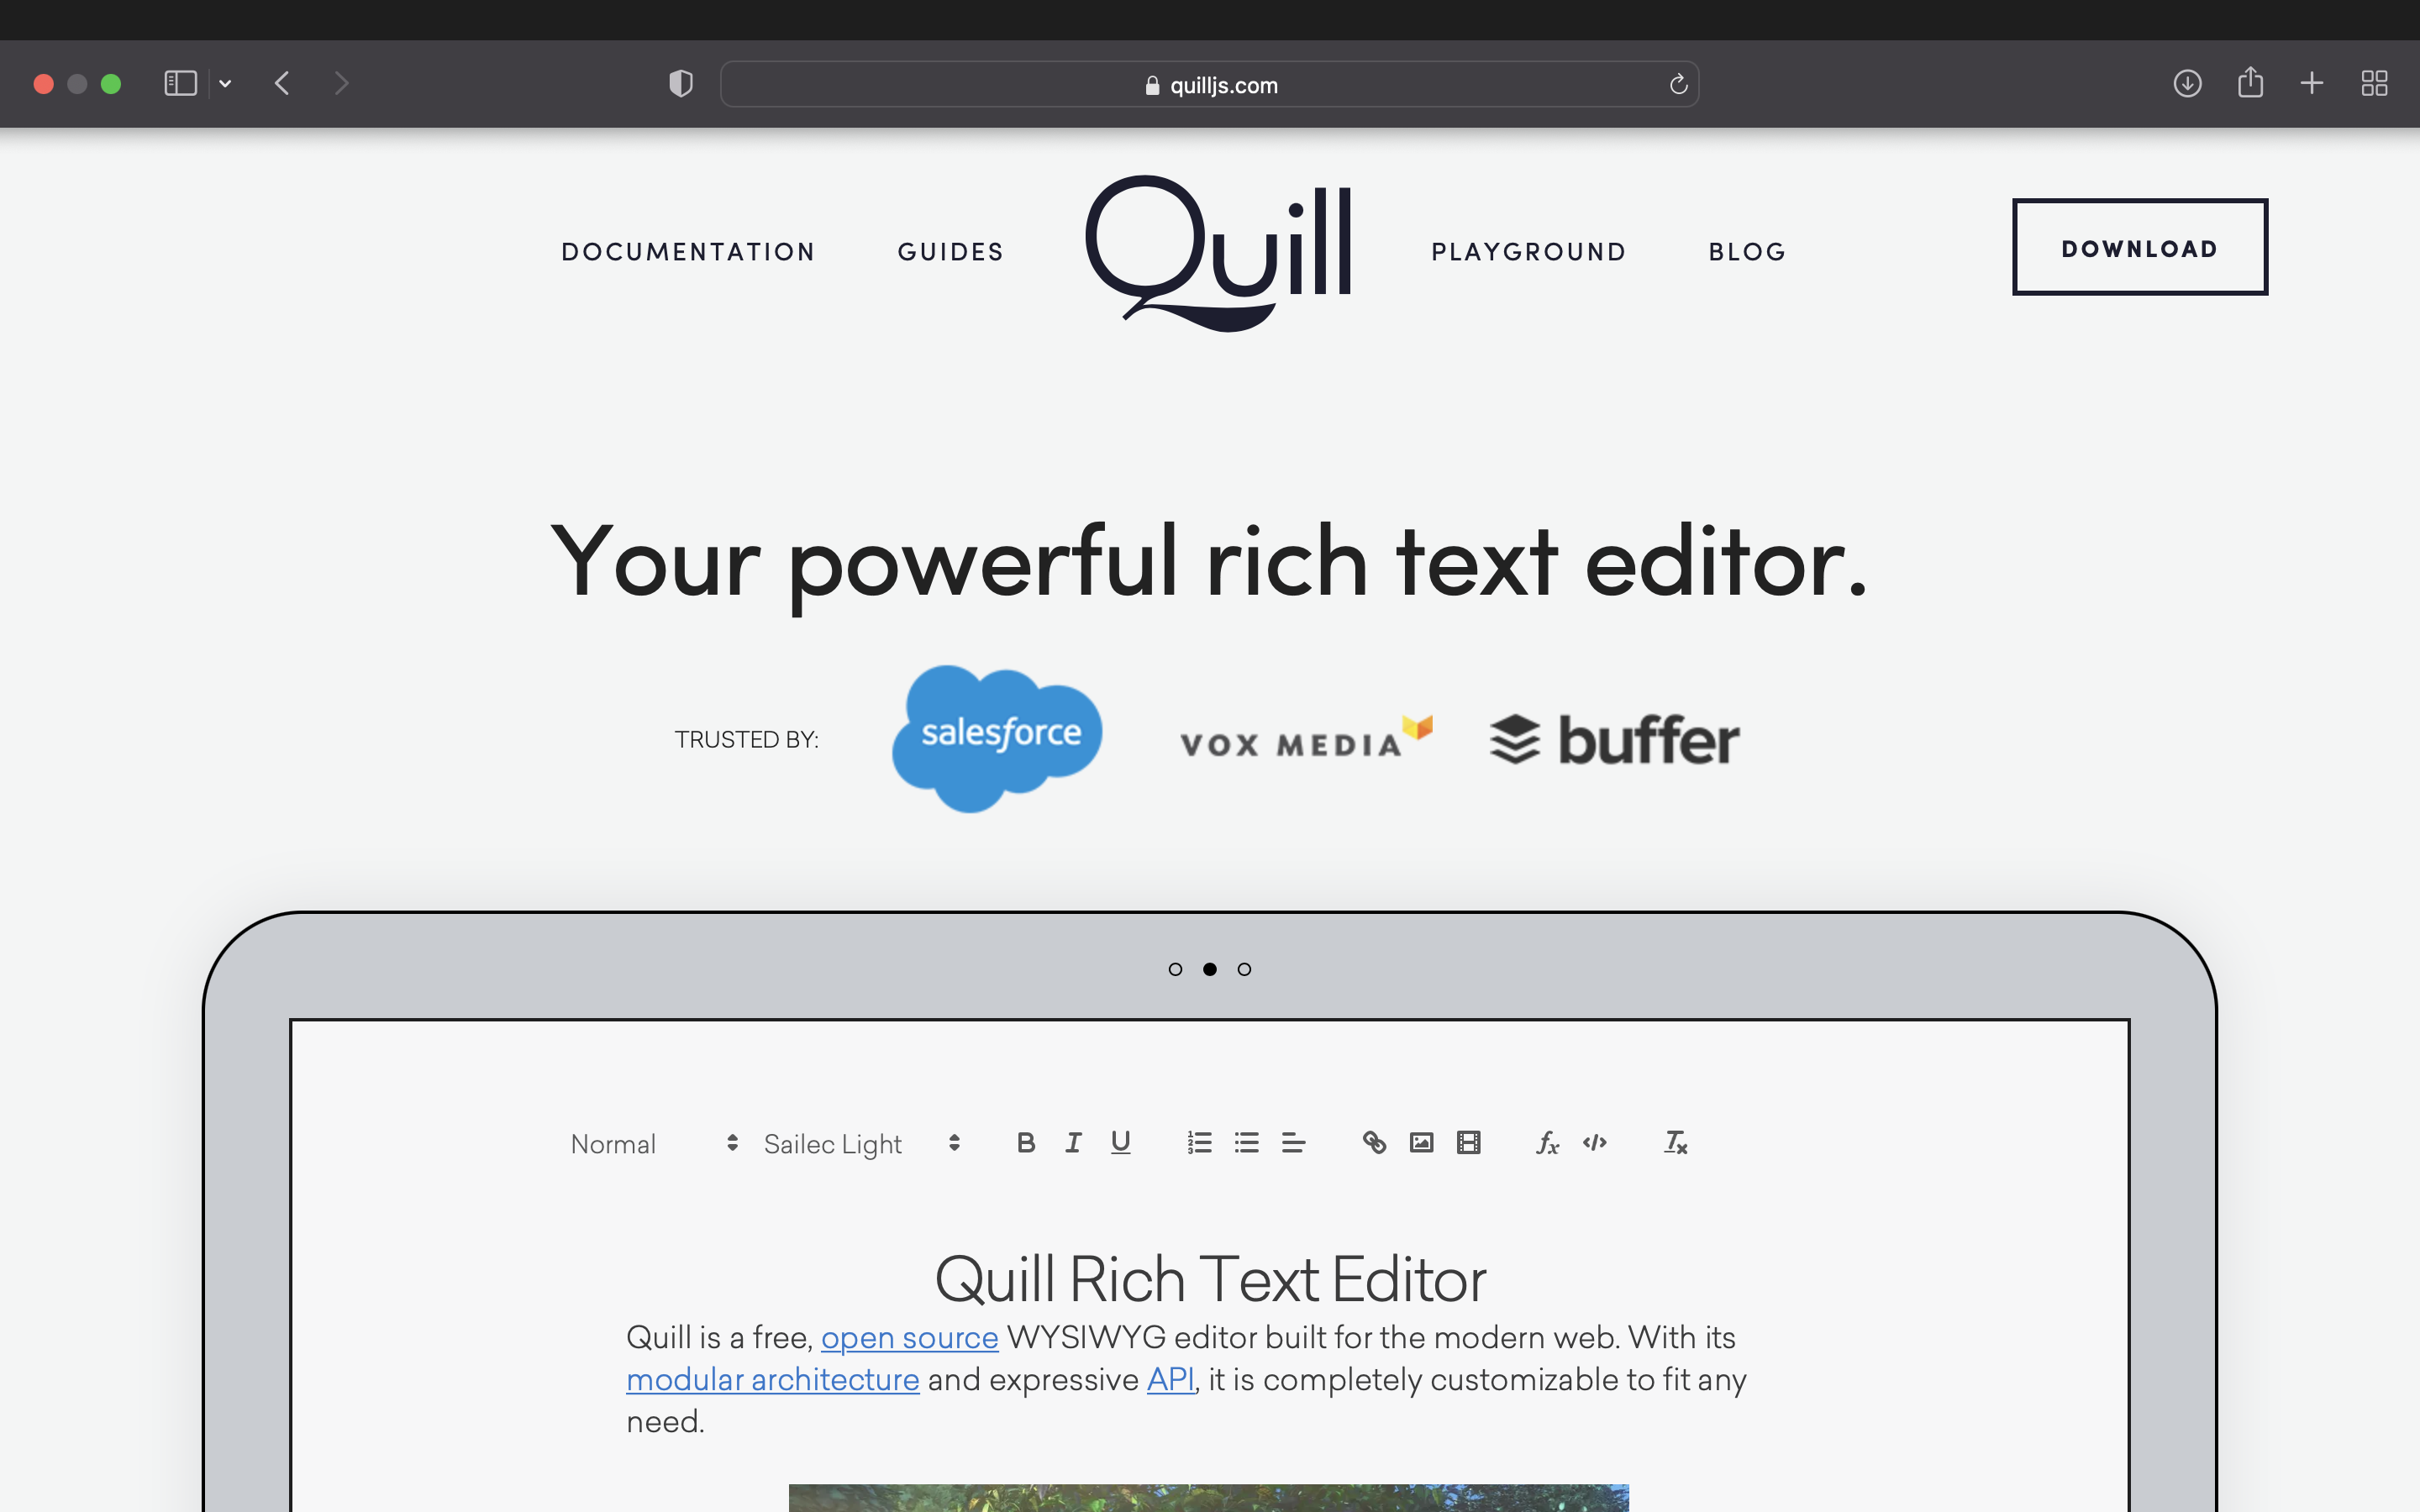 quilljs.com
DOCUMENTATION GUIDES Quill PLAYGROUND BLOG DOWNLOAD
Your powerful rich text editor.
TRUSTED BY: salesforce VOX MEDIA buffer
Normal Sailec Light B I U fx </> Tx
Quill Rich Text Editor
Quill is a free, open source WYSIWYG editor built for the modern web. With its
modular architecture and expressive API, it is completely customizable to fit any
need.